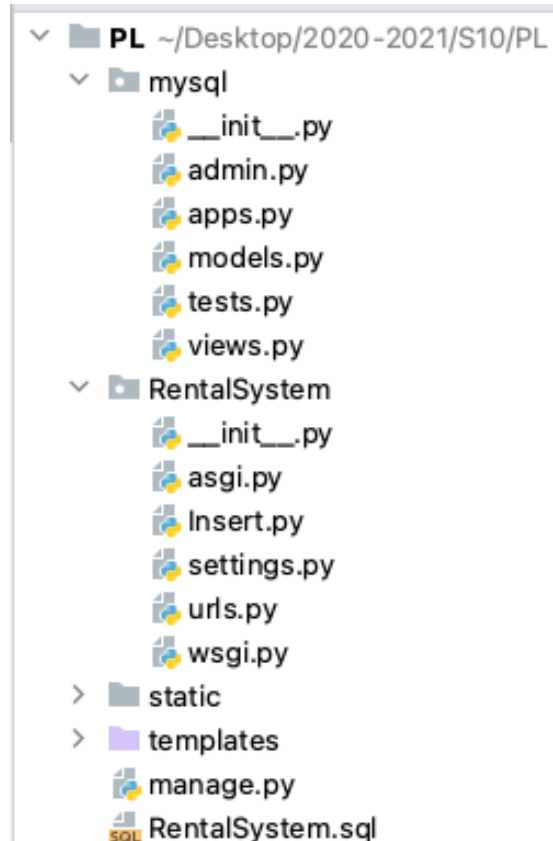 PL ~/Desktop/2020-2021/S10/PL
mysql
__init__.py
admin.py
apps.py
models.py
tests.py
views.py
RentalSystem
__init__.py
asgi.py
Insert.py
settings.py
urls.py
wsgi.py
static
templates
manage.py
SQL RentalSystem.sql